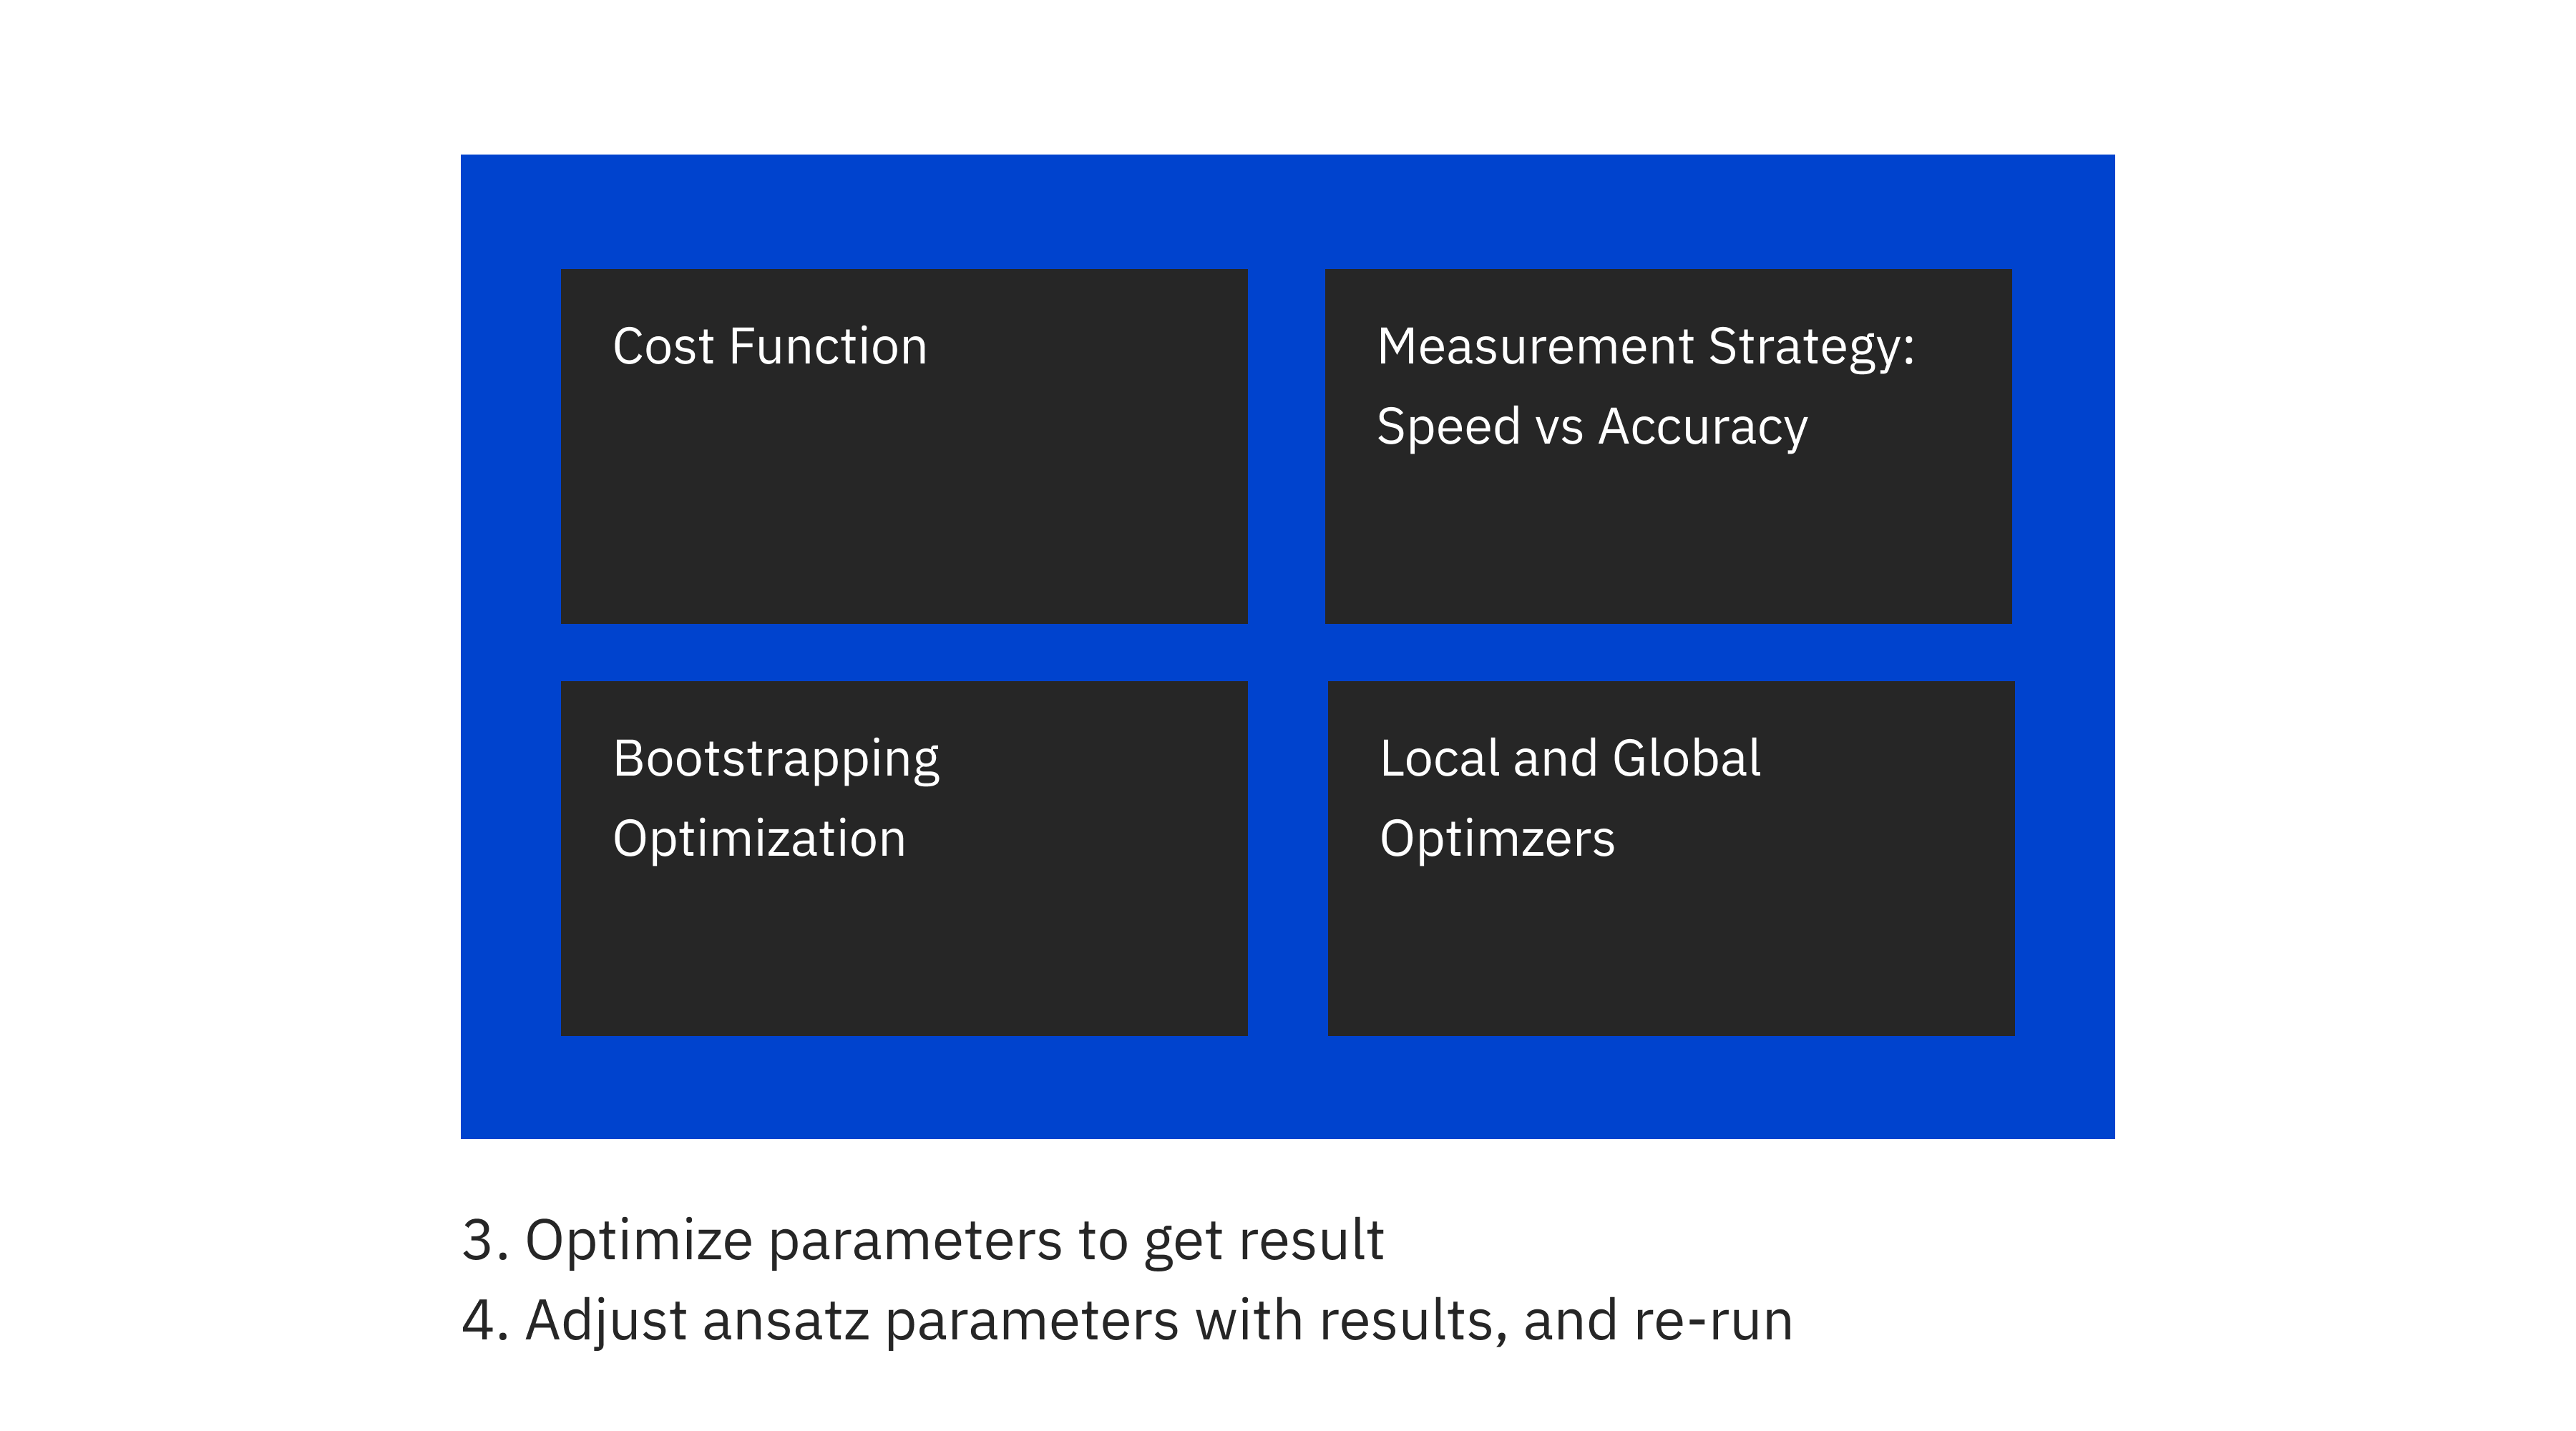 Cost Function
Measurement Strategy:
Speed vs Accuracy
Bootstrapping
Optimization
Local and Global
Optimzers
3. Optimize parameters to get result
4. Adjust ansatz parameters with results, and re-run